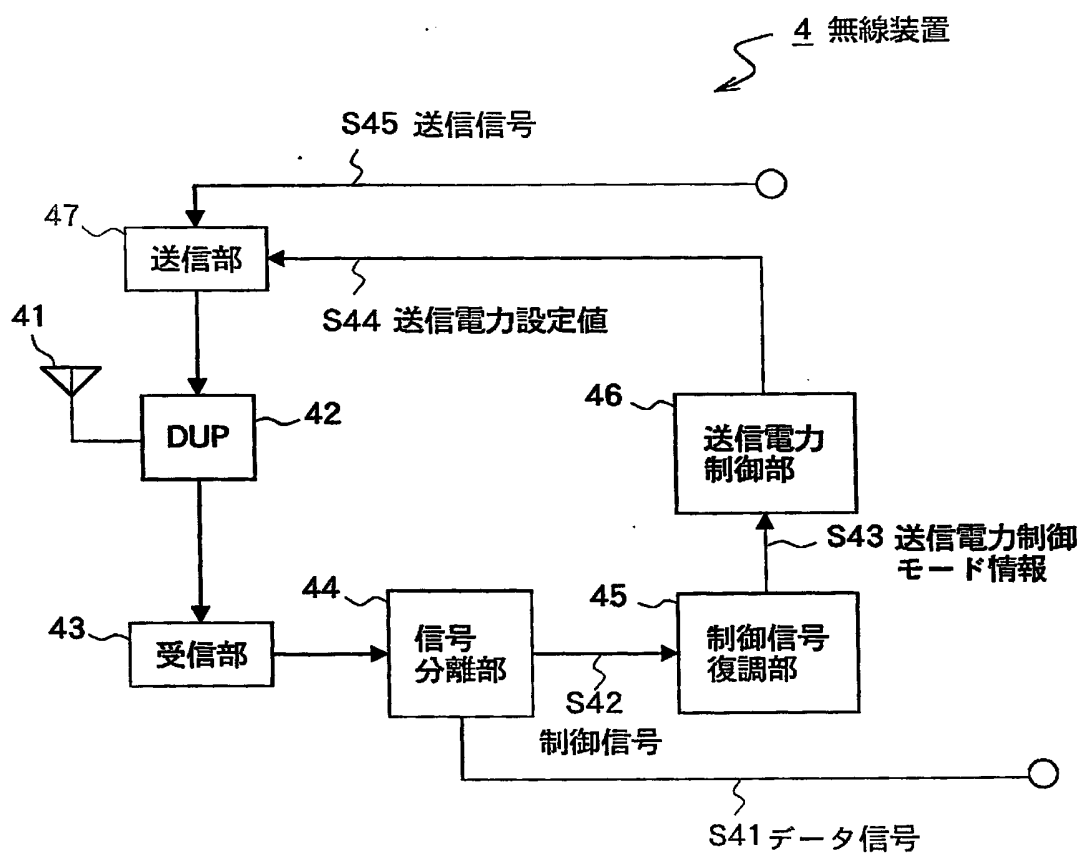 4 無線装置
S45 送信信号
47
送信部
S44 送信電力設定値
41
DUP
42
46
送信電力
制御部
S43 送信電力制御
モード情報
43
受信部
44
信号
分離部
S42
制御信号
45
制御信号
復調部
S41 データ信号